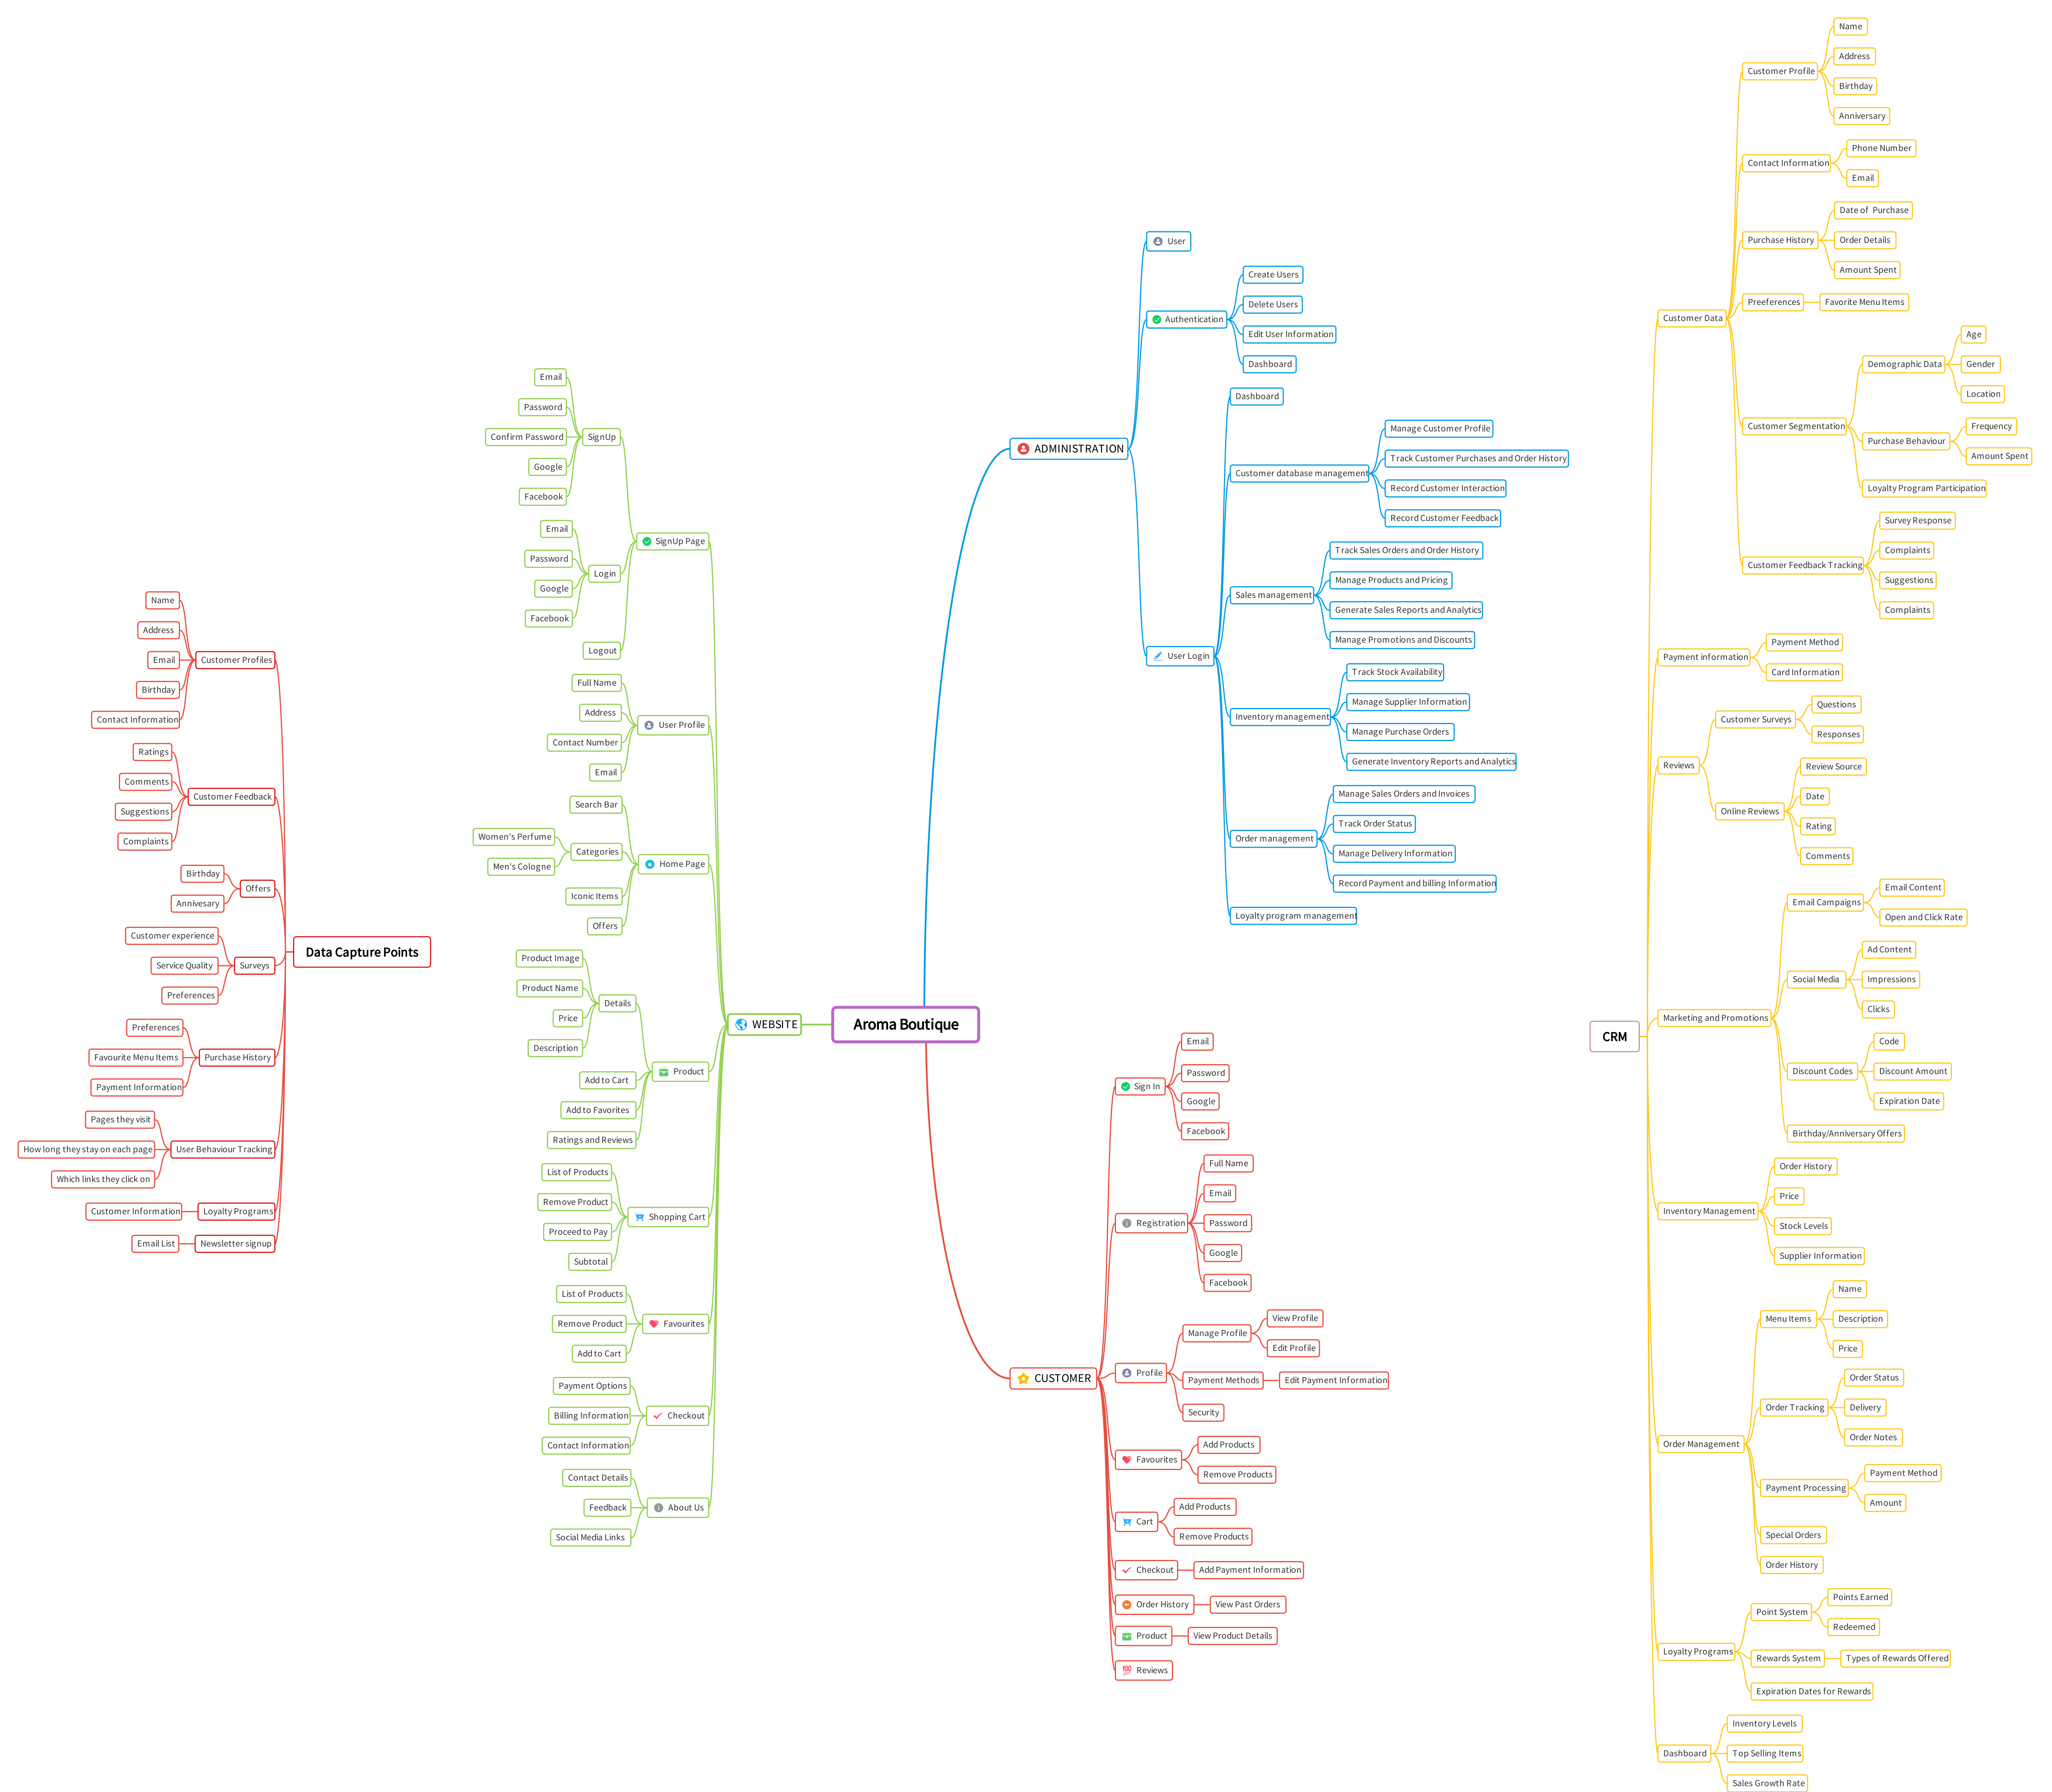 Aroma Boutique
ADMINISTRATION
User
Authentication
Create Users
Delete Users
Edit User Information
Dashboard
User Login
Dashboard
Customer database management
Manage Customer Profile
Track Customer Purchases and Order History
Record Customer Interaction
Record Customer Feedback
Sales management
Track Sales Orders and Order History
Manage Products and Pricing
Generate Sales Reports and Analytics
Manage Promotions and Discounts
Inventory management
Track Stock Availability
Manage Supplier Information
Manage Purchase Orders
Generate Inventory Reports and Analytics
Order management
Manage Sales Orders and Invoices
Track Order Status
Manage Delivery Information
Record Payment and billing Information
Loyalty program management
CUSTOMER
Sign In
Email
Password
Google
Facebook
Registration
Full Name
Email
Password
Google
Facebook
Profile
Manage Profile
View Profile
Edit Profile
Payment Methods
Edit Payment Information
Security
Favourites
Add Products
Remove Products
Cart
Add Products
Remove Products
Checkout
Add Payment Information
Order History
View Past Orders
Product
View Product Details
100
Reviews
WEBSITE
SignUp Page
SignUp
Email
Password
Confirm Password
Google
Facebook
Login
Email
Password
Google
Facebook
Logout
User Profile
Full Name
Address
Contact Number
Email
Home Page
Search Bar
Categories
Women's Perfume
Men's Cologne
Iconic Items
Offers
Product
Details
Product Image
Product Name
Price
Description
Add to Cart
Add to Favorites
Ratings and Reviews
Shopping Cart
List of Products
Remove Product
Proceed to Pay
Subtotal
Favourites
List of Products
Remove Product
Add to Cart
Checkout
Payment Options
Billing Information
Contact Information
About Us
Contact Details
Feedback
Social Media Links
Data Capture Points
Customer Profiles
Name
Address
Email
Birthday
Contact Information
Customer Feedback
Ratings
Comments
Suggestions
Complaints
Offers
Birthday
Annivesary
Surveys
Customer experience
Service Quality
Preferences
Purchase History
Preferences
Favourite Menu Items
Payment Information
User Behaviour Tracking
Pages they visit
How long they stay on each page
Which links they click on
Loyalty Programs
Customer Information
Newsletter signup
Email List
CRM
Customer Data
Customer Profile
Name
Address
Birthday
Anniversary
Contact Information
Phone Number
Email
Purchase History
Date of  Purchase
Order Details
Amount Spent
Preeferences
Favorite Menu Items
Customer Segmentation
Demographic Data
Age
Gender
Location
Purchase Behaviour
Frequency
Amount Spent
Loyalty Program Participation
Customer Feedback Tracking
Survey Response
Complaints
Suggestions
Complaints
Payment information
Payment Method
Card Information
Reviews
Customer Surveys
Questions
Responses
Online Reviews
Review Source
Date
Rating
Comments
Marketing and Promotions
Email Campaigns
Email Content
Open and Click Rate
Social Media
Ad Content
Impressions
Clicks
Discount Codes
Code
Discount Amount
Expiration Date
Birthday/Anniversary Offers
Inventory Management
Order History
Price
Stock Levels
Supplier Information
Order Management
Menu Items
Name
Description
Price
Order Tracking
Order Status
Delivery
Order Notes
Payment Processing
Payment Method
Amount
Special Orders
Order History
Loyalty Programs
Point System
Points Earned
Redeemed
Rewards System
Types of Rewards Offered
Expiration Dates for Rewards
Dashboard
Inventory Levels
Top Selling Items
Sales Growth Rate